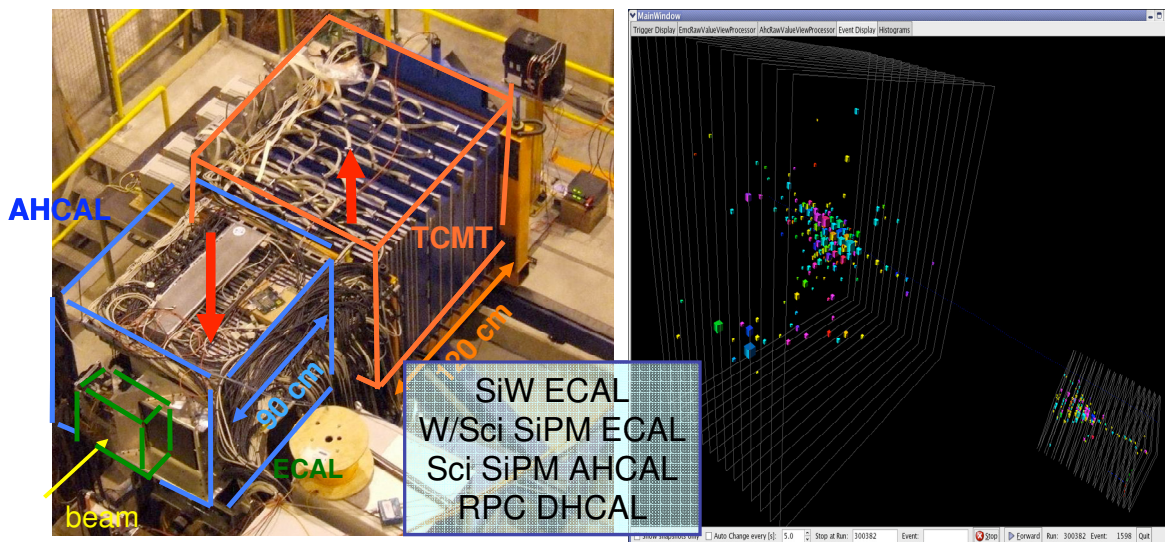 AHCAL
TCMT
90 cm
120 cm
ECAL
beam
SiW ECAL
W/Sci SiPM ECAL
Sci SiPM AHCAL
RPC DHCAL
MainWindow
Trigger Display EmcRawValueViewProcessor AhcRawValueViewProcessor Event Display Histograms
Auto Change every [s]: 5.0 Stop at Run: 300382 Event: Stop Forward Run: 300382 Event: 1598 Quit